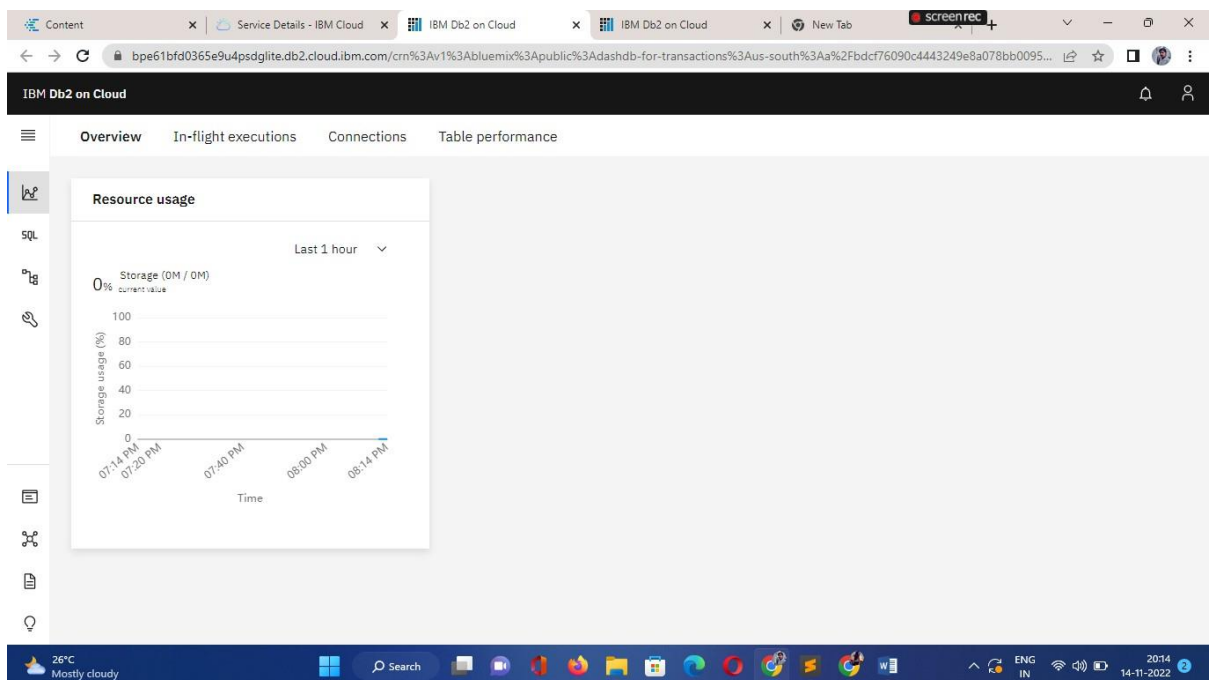 Content
Service Details - IBM Cloud
IBM Db2 on Cloud
IBM Db2 on Cloud
New Tab
screenrec
bpe61bfd0365e9u4psdglite.db2.cloud.ibm.com/crn%3Av1%3Abluemix%3Apublic%3Adashdb-for-transactions%3Aus-south%3Aa%2Fbdcf76090c4443249e8a078bb0095...
IBM Db2 on Cloud
Overview
In-flight executions
Connections
Table performance
Resource usage
SQL
Last 1 hour
0% Storage (0M / 0M)
current value
Storage usage (%)
100
80
60
40
20
0
07:14 PM
07:20 PM
07:40 PM
08:00 PM
08:14 PM
Time
26°C
Mostly cloudy
Search
ENG
IN
20:14
14-11-2022
2